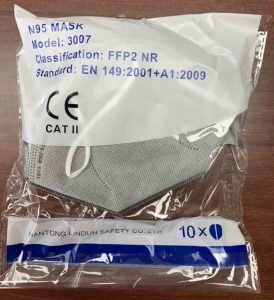 N95 MASK
Model: 3007
Classification: FFP2 NR
Standard: EN 149:2001+A1:2009
CE
CAT II
NANTONG LINDUN SAFETY CO.,LTD
10×